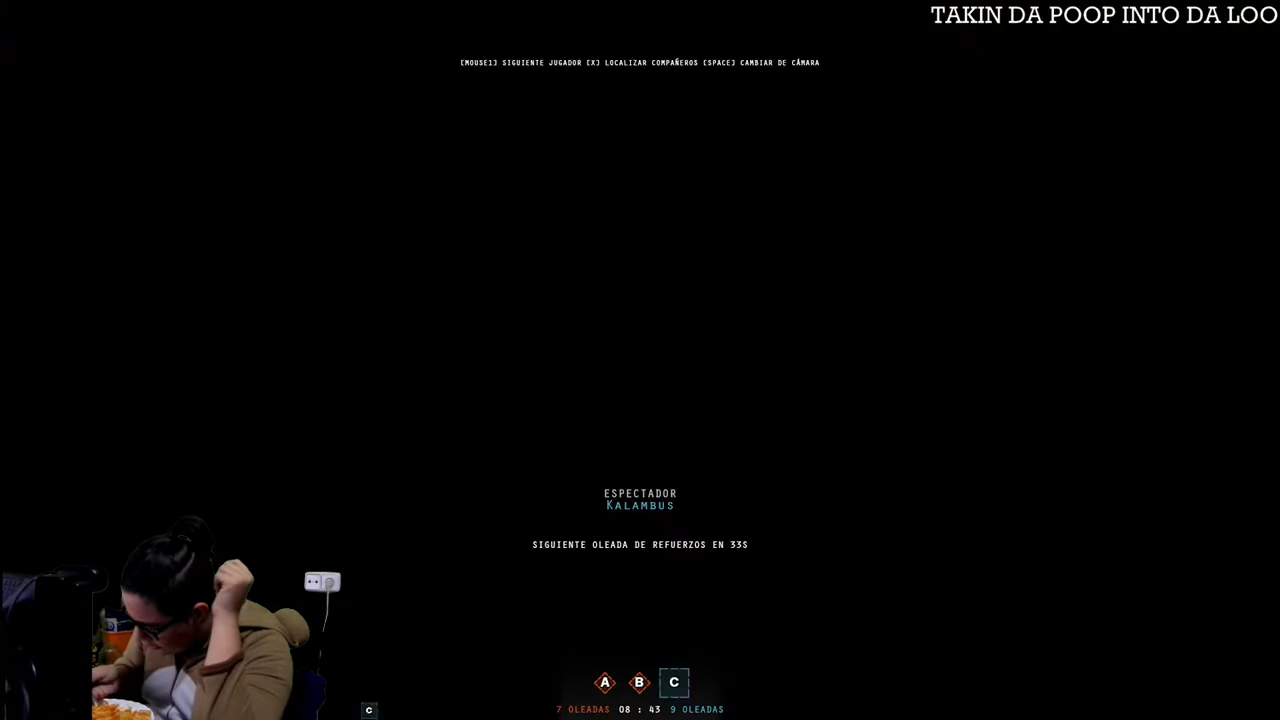 TAKIN DA POOP INTO DA LOO
[MOUSE1] SIGUIENTE JUGADOR [X] LOCALIZAR COMPAÑEROS [SPACE] CAMBIAR DE CÁMARA
ESPECTADOR
KALAMBUS
SIGUIENTE OLEADA DE REFUERZOS EN 33S
A B C
7 OLEADAS 08 : 43 9 OLEADAS
C